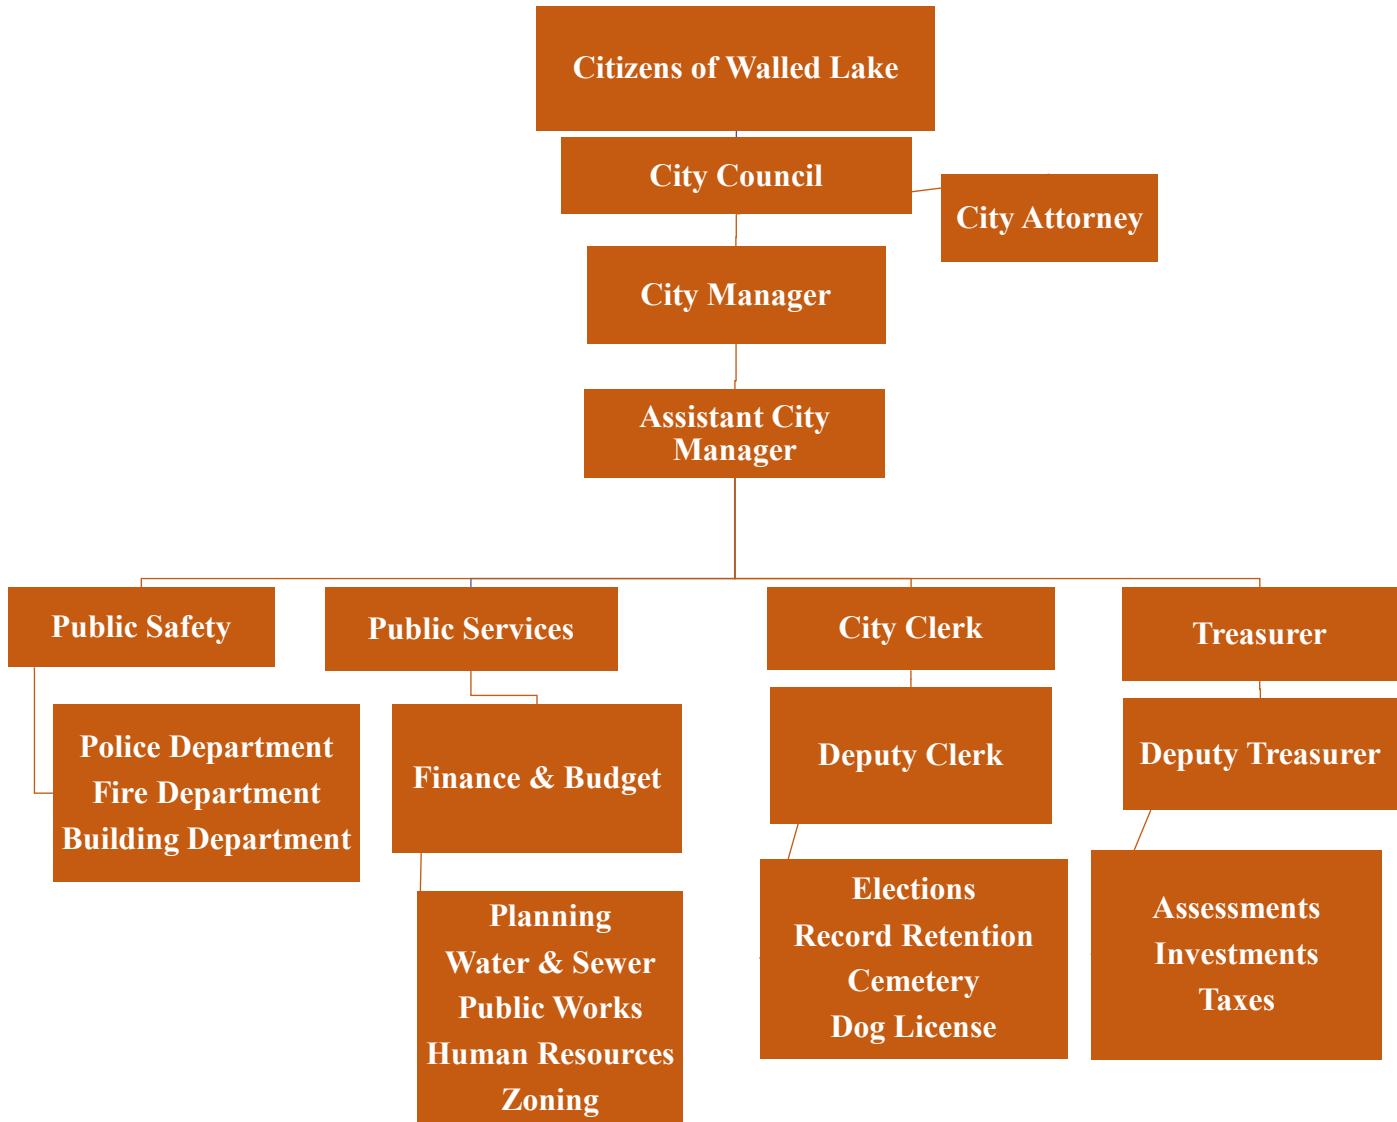 Citizens of Walled Lake
City Council
City Attorney
City Manager
Assistant City
Manager
Public Safety
Public Services
City Clerk
Treasurer
Police Department
Fire Department
Building Department
Finance & Budget
Deputy Clerk
Deputy Treasurer
Planning
Water & Sewer
Public Works
Human Resources
Zoning
Elections
Record Retention
Cemetery
Dog License
Assessments
Investments
Taxes